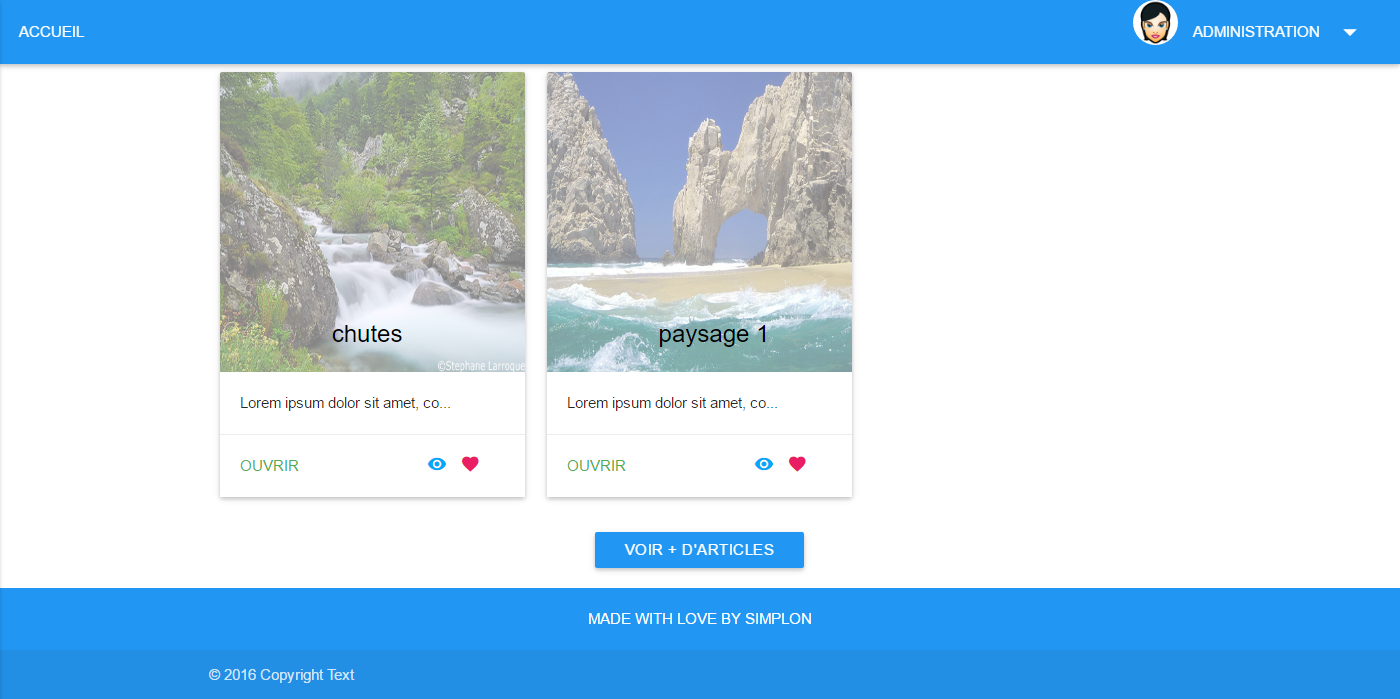 ACCUEIL
ADMINISTRATION
chutes
©Stephane Larroque
Lorem ipsum dolor sit amet, co...
OUVRIR
paysage 1
Lorem ipsum dolor sit amet, co...
OUVRIR
VOIR + D'ARTICLES
MADE WITH LOVE BY SIMPLON
© 2016 Copyright Text